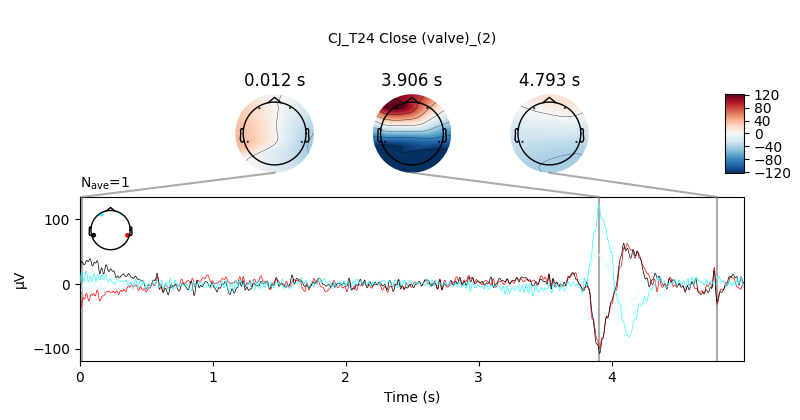 CJ_T24 Close (valve)_(2)
0.012 s 3.906 s 4.793 s
120
80
40
0
−40
−80
−120
Nave=1
100
0
−100
µV
0 1 2 3 4
Time (s)